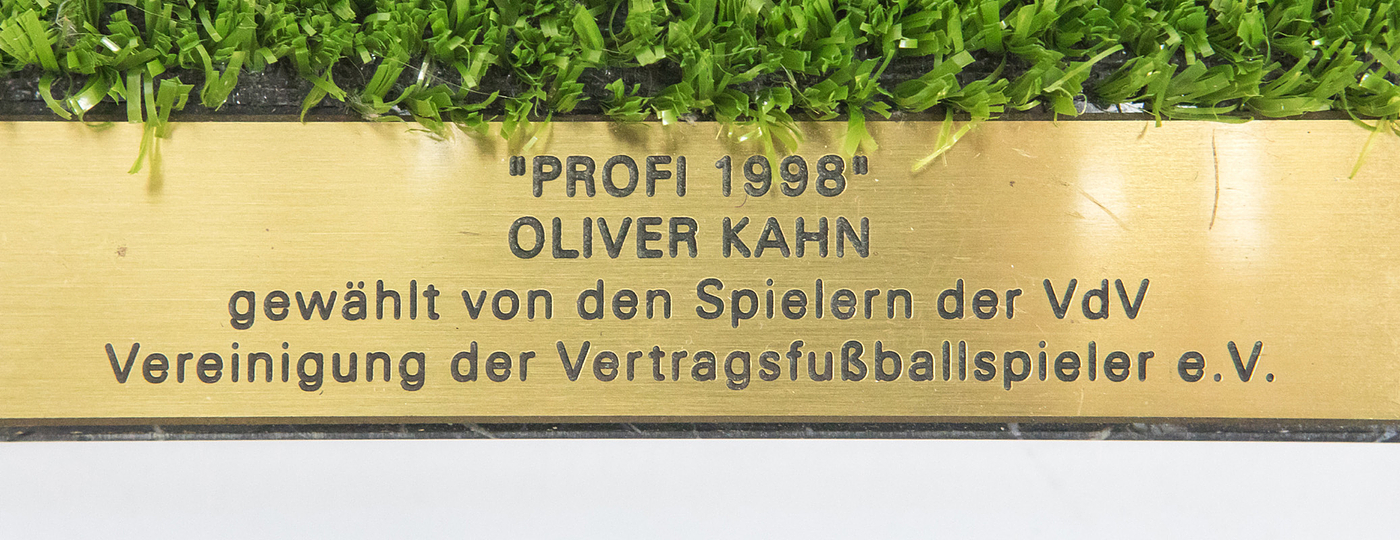 "PROFI 1998"
OLIVER KAHN
gewählt von den Spielern der VdV
Vereinigung der Vertragsfußballspieler e.V.